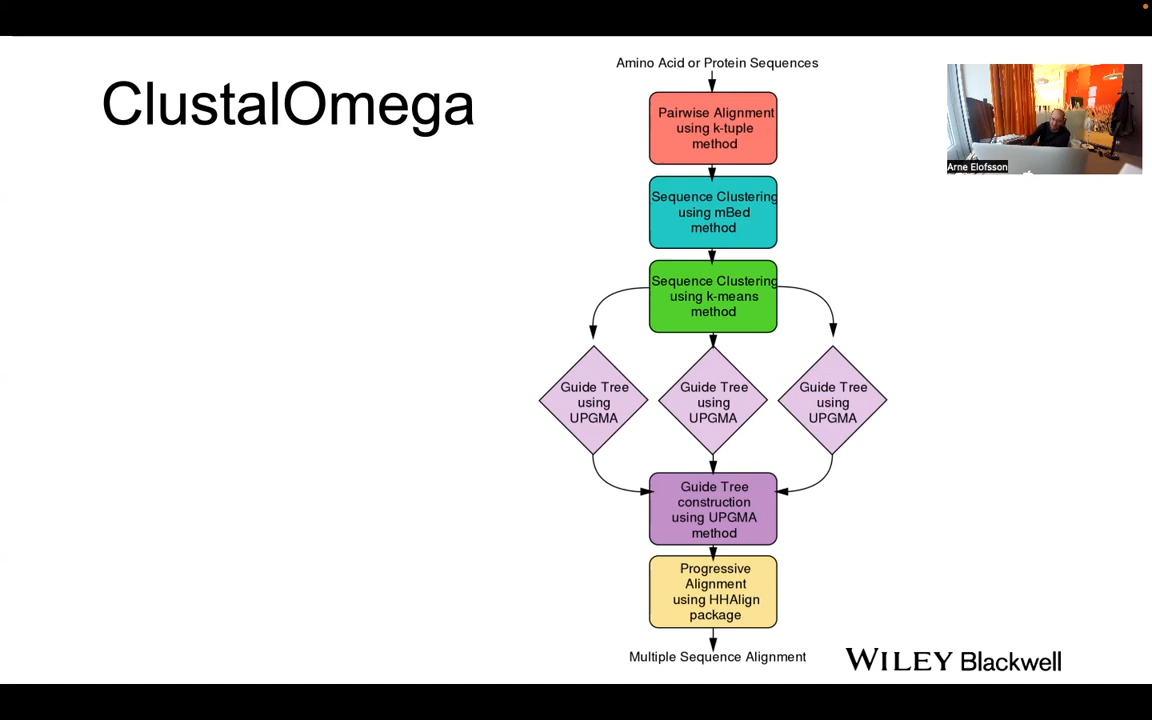 ClustalOmega
Amino Acid or Protein Sequences
Pairwise Alignment
using k-tuple
method
Sequence Clustering
using mBed
method
Sequence Clustering
using k-means
method
Guide Tree
using
UPGMA
Guide Tree
using
UPGMA
Guide Tree
using
UPGMA
Guide Tree
construction
using UPGMA
method
Progressive
Alignment
using HHAlign
package
Multiple Sequence Alignment
Arne Elofsson
WILEY Blackwell